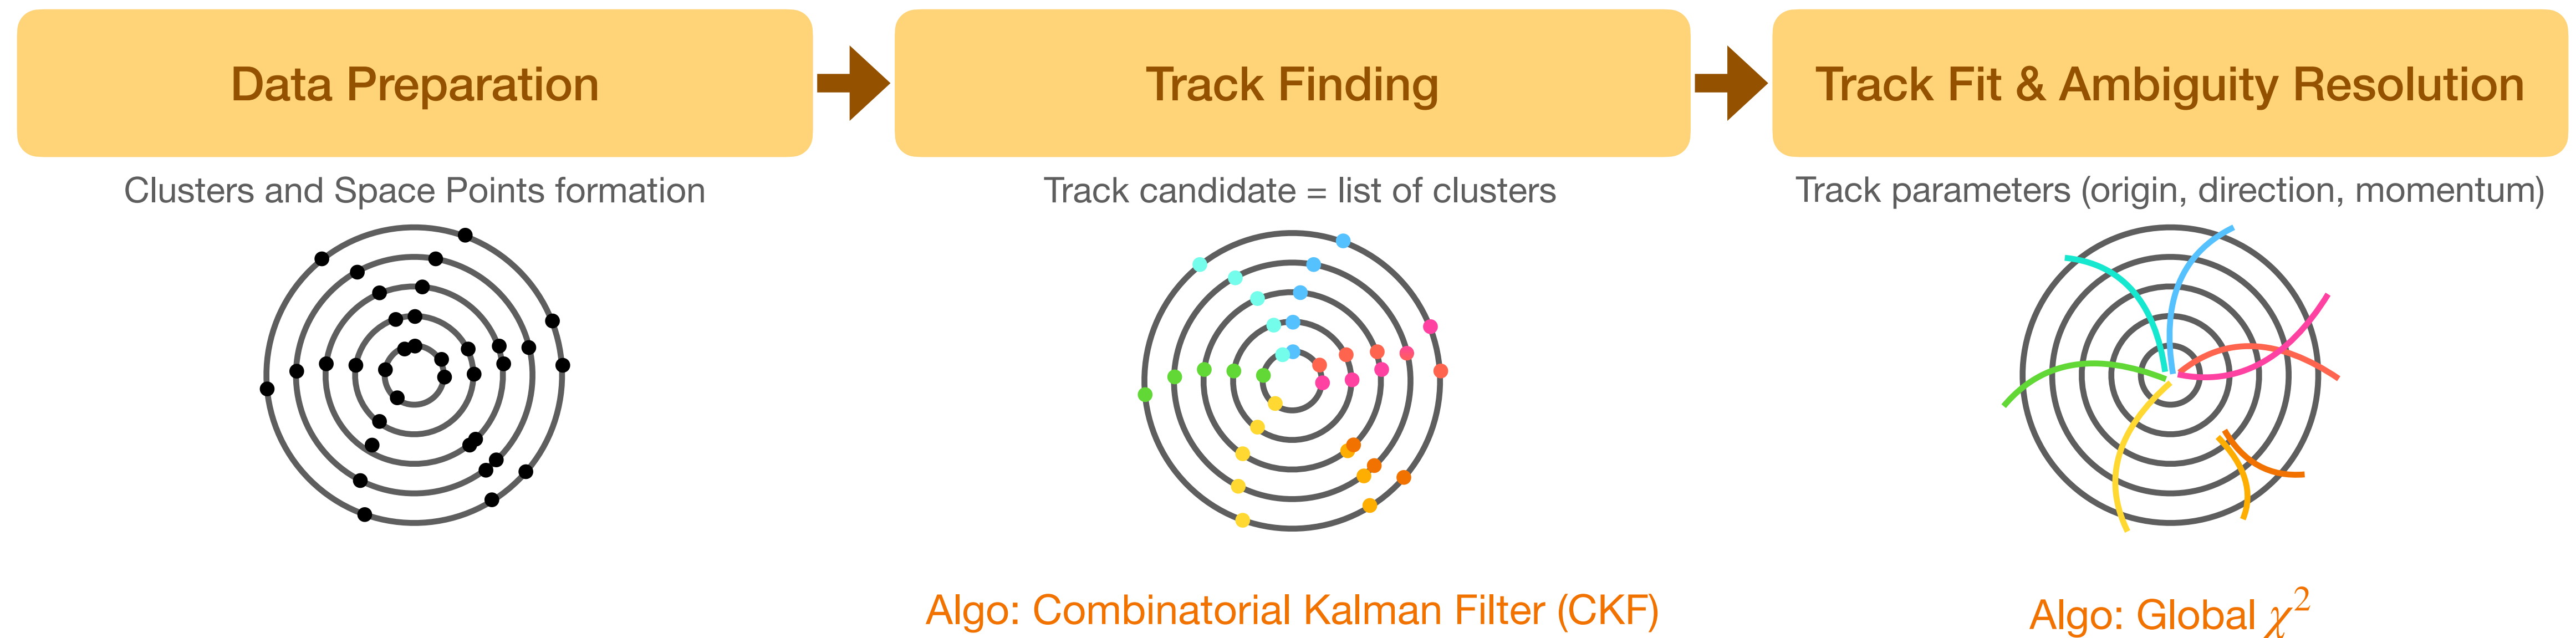 Data Preparation
Track Finding
Track Fit & Ambiguity Resolution
Clusters and Space Points formation
Track candidate = list of clusters
Track parameters (origin, direction, momentum)
Algo: Combinatorial Kalman Filter (CKF)
Algo: Global χ²